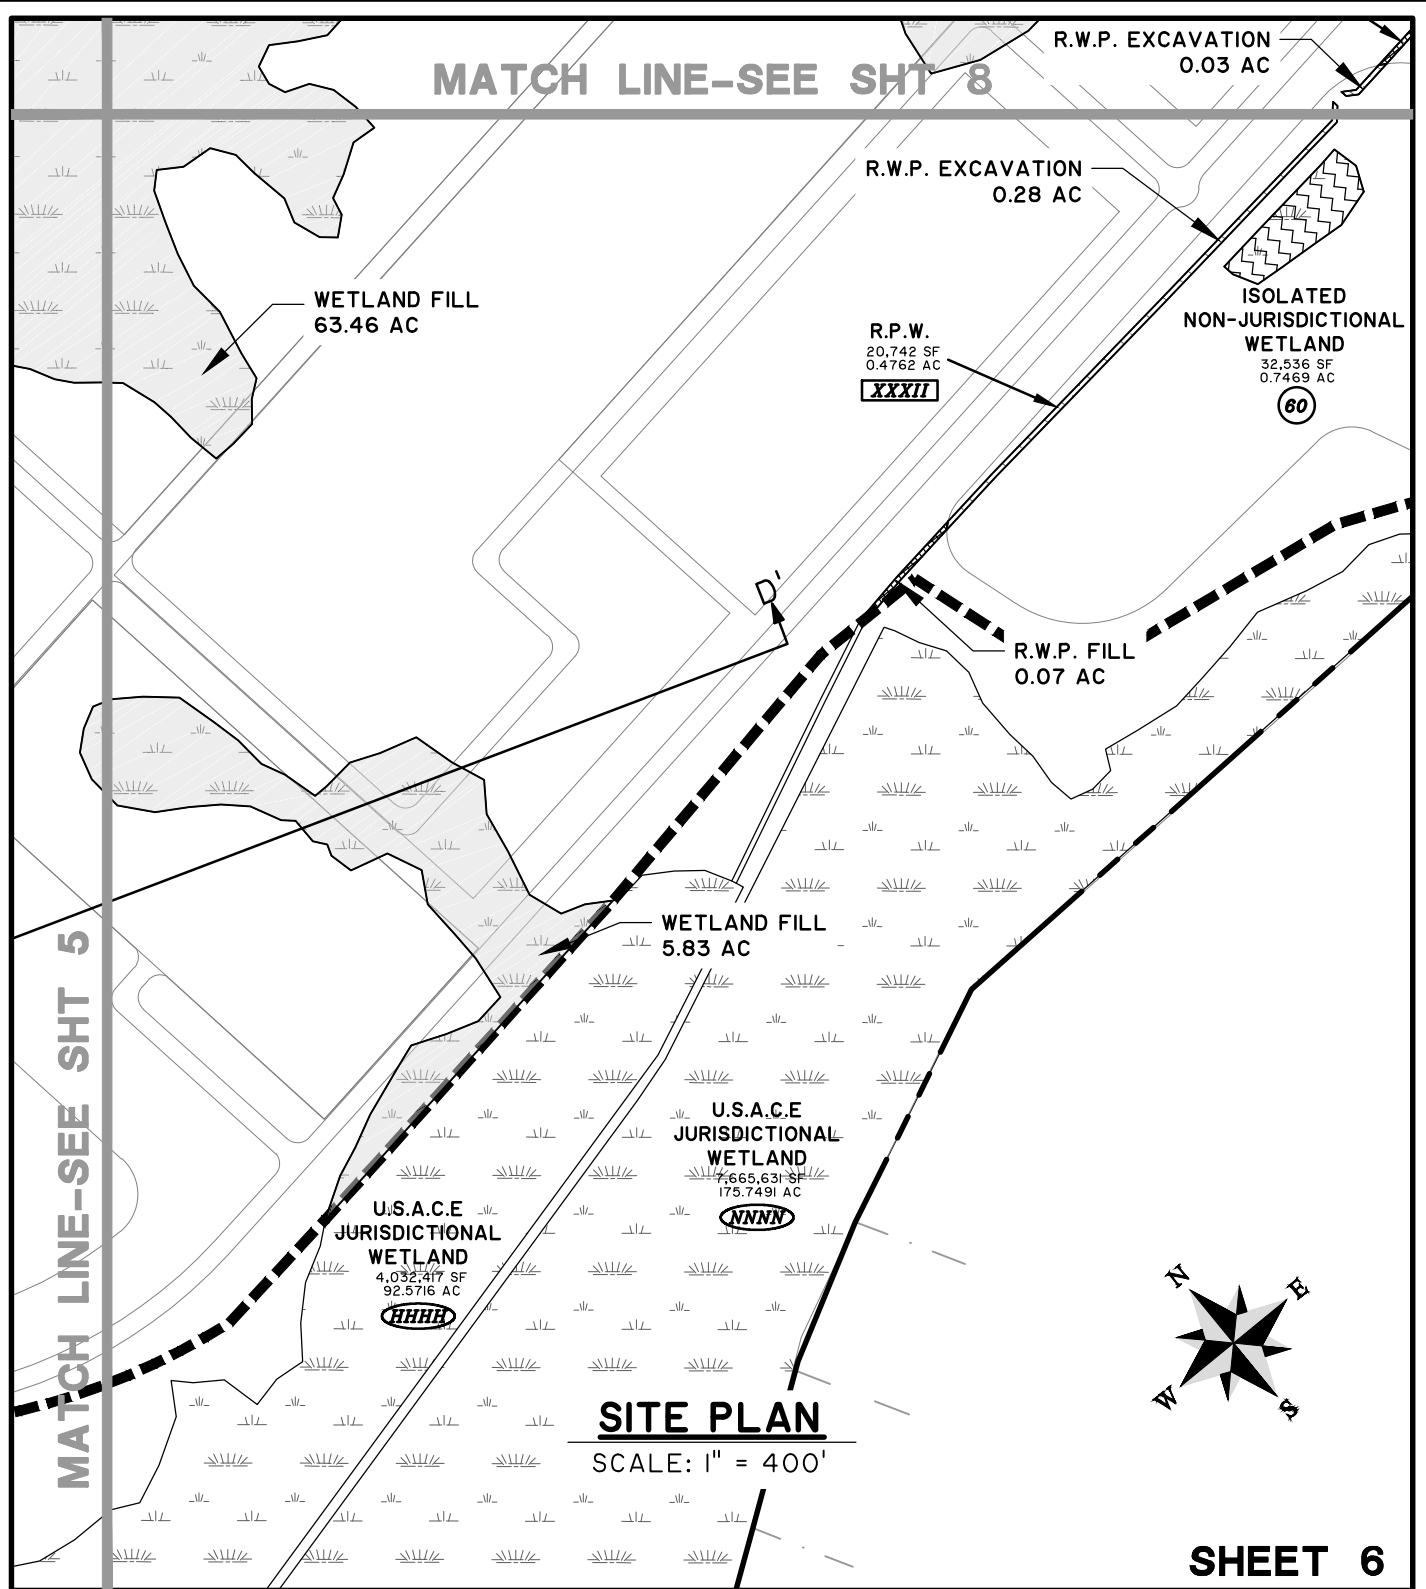 R.W.P. EXCAVATION
0.03 AC
MATCH LINE-SEE SHT 8
R.W.P. EXCAVATION
0.28 AC
WETLAND FILL
63.46 AC
ISOLATED
NON-JURISDICTIONAL
WETLAND
32,536 SF
0.7469 AC
60
R.P.W.
20,742 SF
0.4762 AC
XXXII
D'
R.W.P. FILL
0.07 AC
WETLAND FILL
5.83 AC
MATCH LINE-SEE SHT 5
U.S.A.C.E
JURISDICTIONAL
WETLAND
7,665,631 SF
175.7491 AC
NNNN
U.S.A.C.E
JURISDICTIONAL
WETLAND
4,032,417 SF
92.5716 AC
HHHH
N
E
W
S
SITE PLAN
SCALE: 1" = 400'
SHEET 6